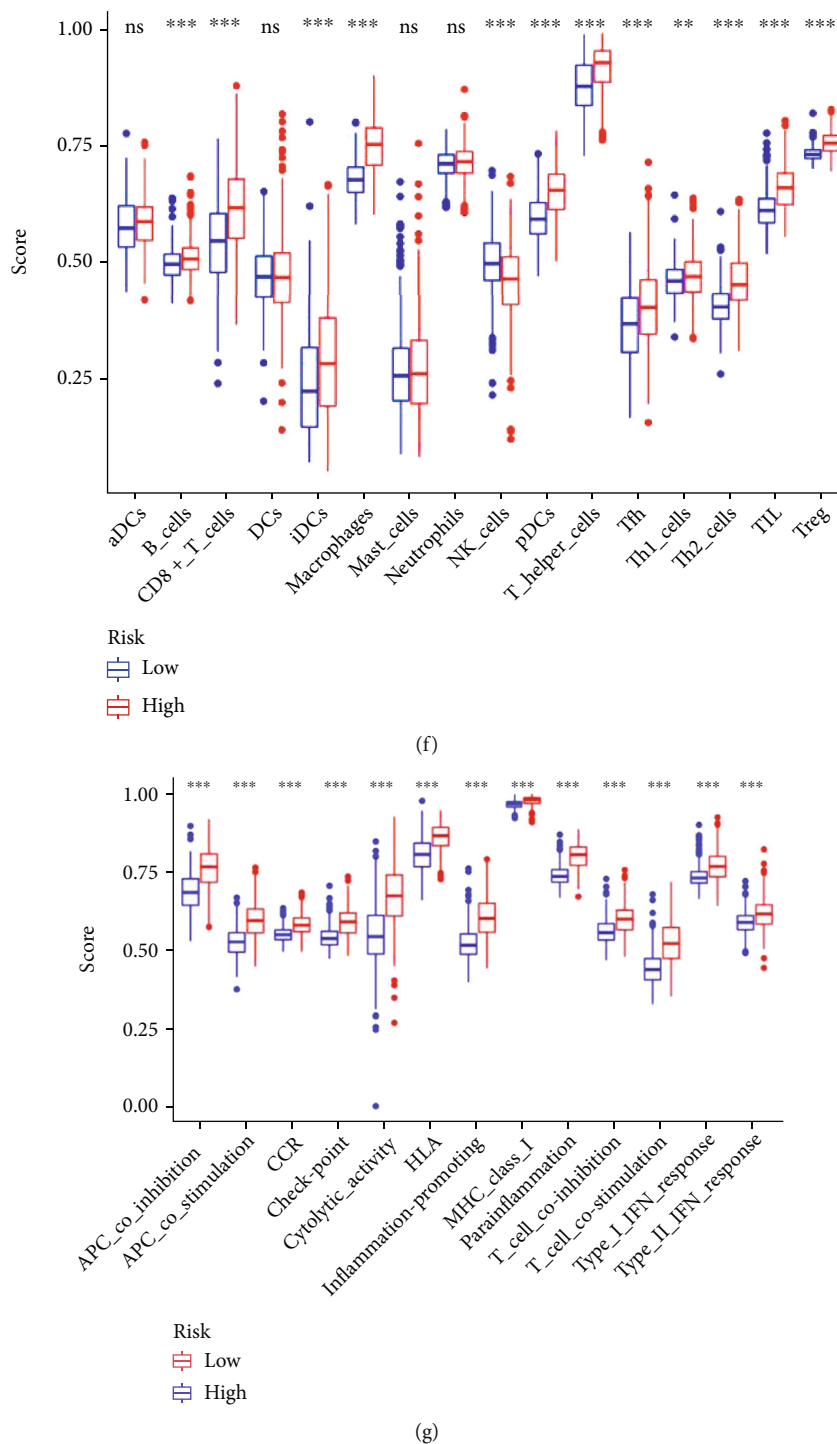 ns *** *** ns *** *** ns ns *** *** *** *** ** *** *** ***
1.00
0.75
0.50
0.25
Score
aDCs
B_cells
CD8 +_T_cells
DCs
iDCs
Macrophages
Mast_cells
Neutrophils
NK_cells
pDCs
T_helper_cells
Tfh
Th1_cells
Th2_cells
TIL
Treg
Risk
Low
High
(f)
*** *** *** *** *** *** *** *** *** *** *** *** ***
1.00
0.75
0.50
0.25
0.00
Score
APC_co_inhibition
APC_co_stimulation
CCR
Check-point
Cytolytic_activity
HLA
Inflammation-promoting
MHC_class_I
Parainflammation
T_cell_co-inhibition
T_cell_co-stimulation
Type_I_IFN_response
Type_II_IFN_response
Risk
Low
High
(g)